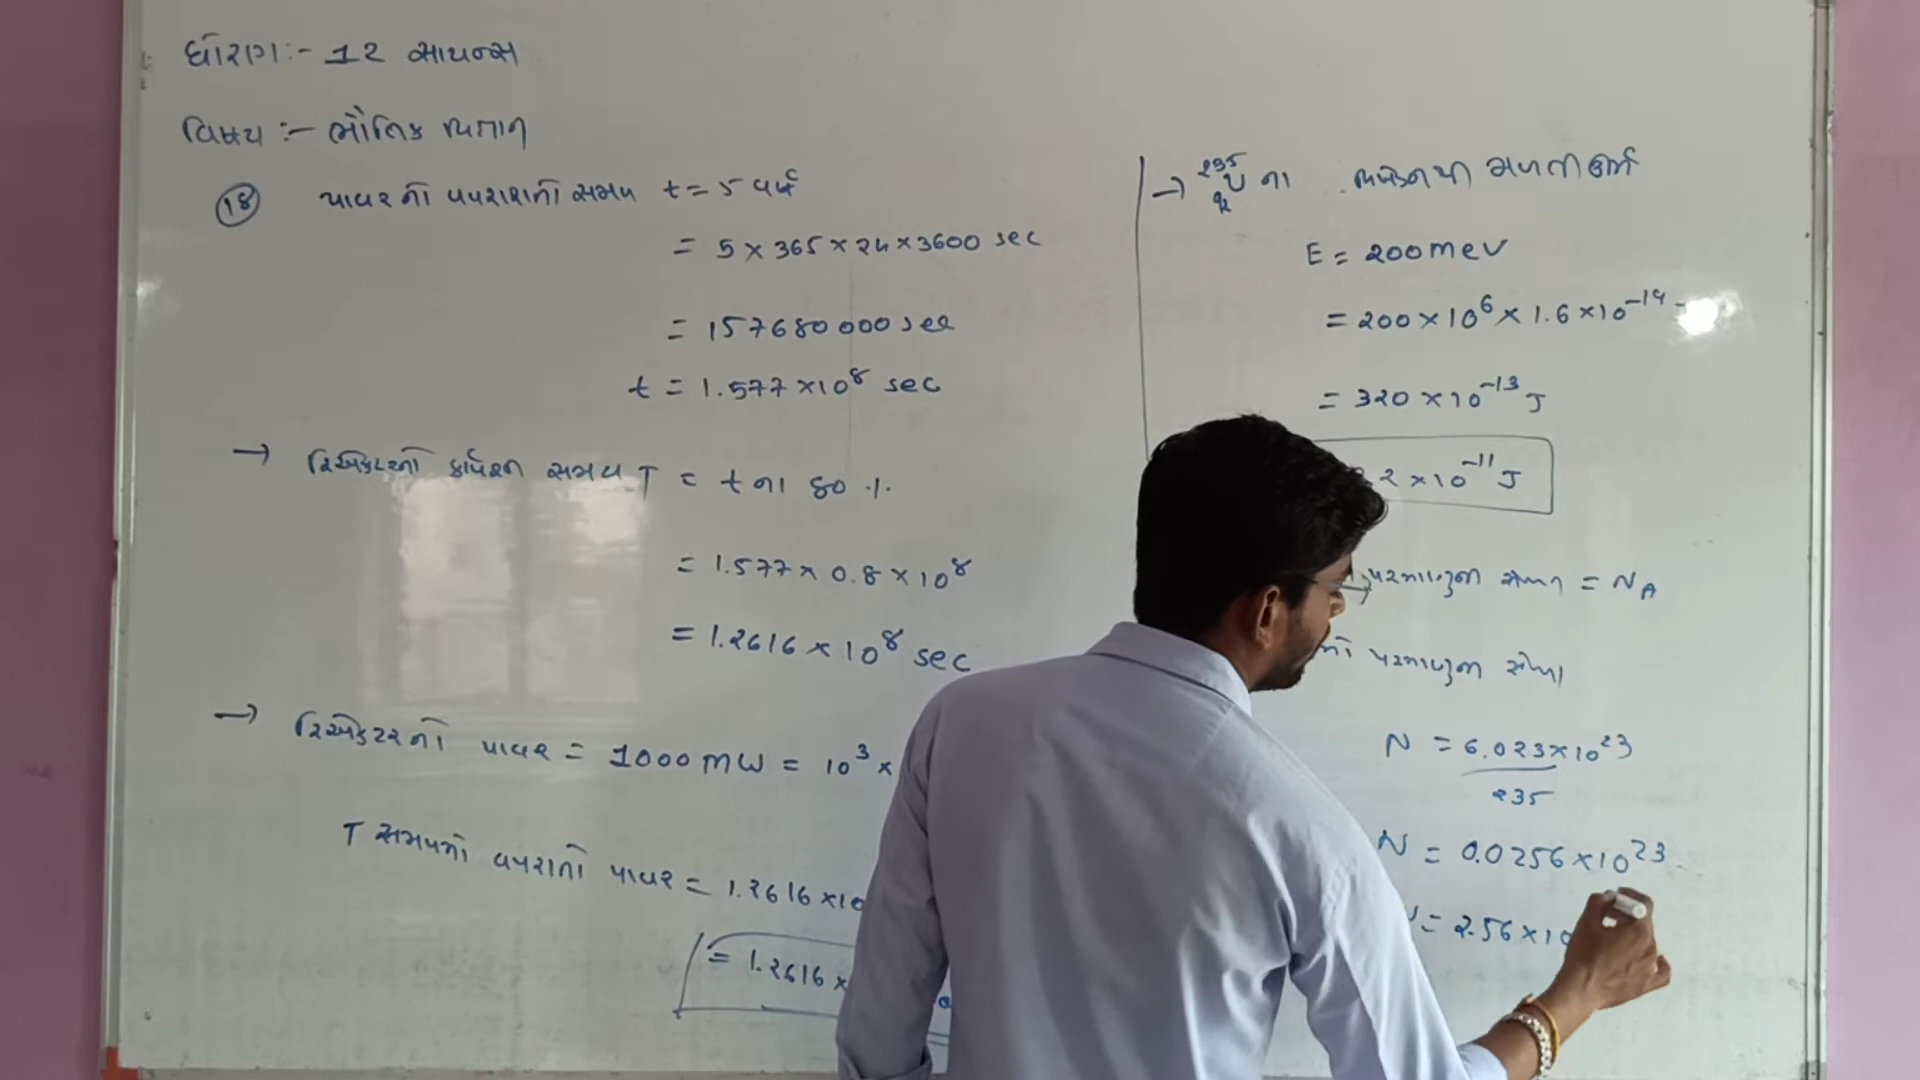 ધોરણ :- 12 સાયન્સ
વિષય :- ભૌતિક વિજ્ઞાન
(18) પાવરનો વપરાશનો સમય t = 5 વર્ષ
= 5 × 365 × 24 × 3600 sec
= 157680000 sec
t = 1.577 × 10⁸ sec
→ રિએક્ટરનો કાર્યરત સમય T = t ના 80 %
= 1.577 × 0.8 × 10⁸
= 1.2616 × 10⁸ sec
→ રિએક્ટરનો પાવર = 1000 mW = 10³ ×
T સમયનો વપરાતો પાવર = 1.2616 × 10
= 1.2616 ×
→ ²³⁵₉₂U ના મળતી ઊર્જા
E = 200 meV
= 200 × 10⁶ × 1.6 × 10⁻¹⁹
= 320 × 10⁻¹³ J
2 × 10⁻¹¹ J
પરમાણુની સંખ્યા = N_A
નો પરમાણુની સંખ્યા
N = 6.023 × 10²³
235
N = 0.0256 × 10²³
= 2.56 × 10